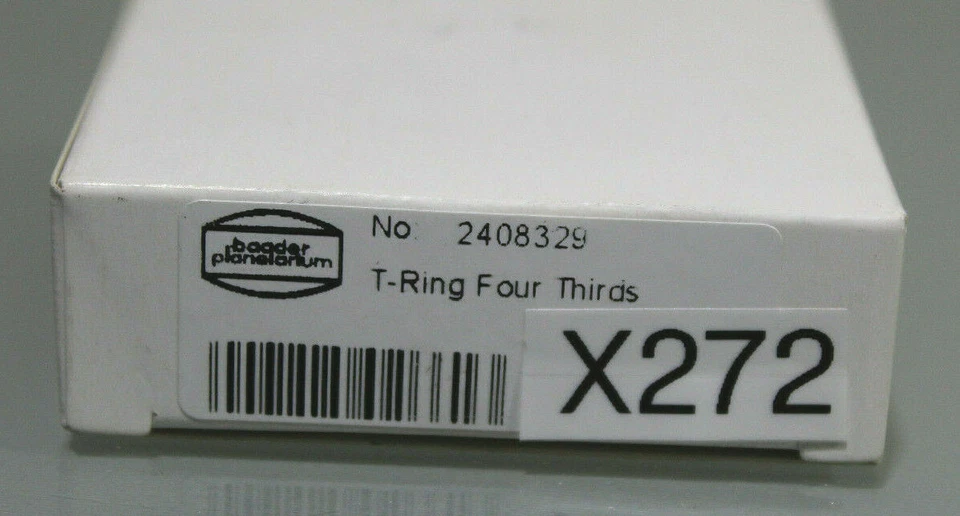 baader
planetarium
No. 2408329
T-Ring Four Thirds
X272